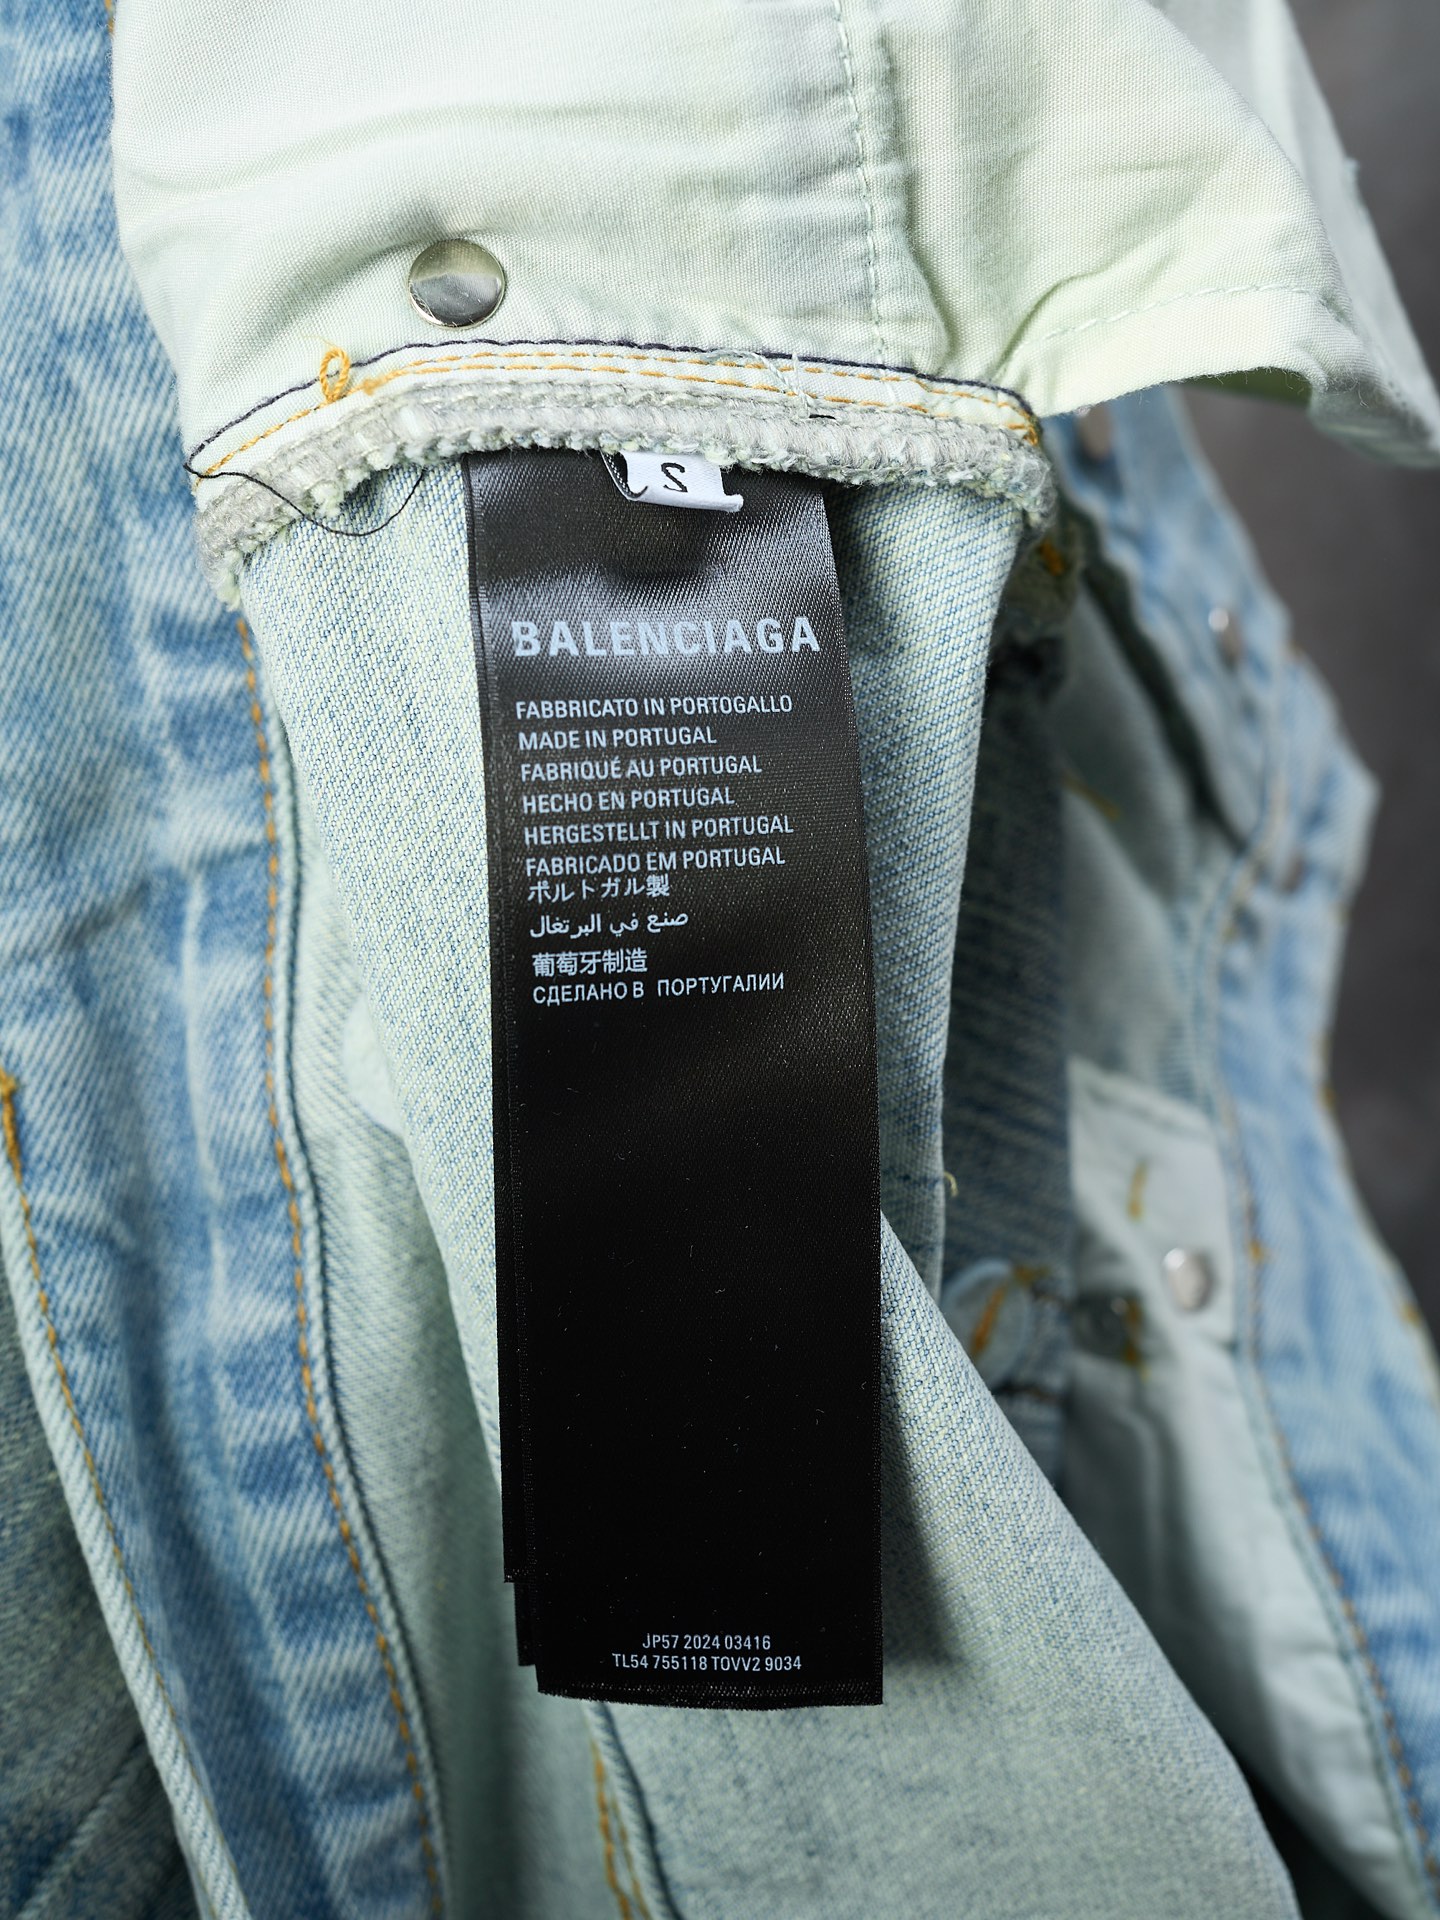 S
BALENCIAGA
FABBRICATO IN PORTOGALLO
MADE IN PORTUGAL
FABRIQUÉ AU PORTUGAL
HECHO EN PORTUGAL
HERGESTELLT IN PORTUGAL
FABRICADO EM PORTUGAL
ポルトガル製
صنع في البرتغال
葡萄牙制造
СДЕЛАНО В ПОРТУГАЛИИ
JP57 2024 03416
TL54 755118 TOVV2 9034